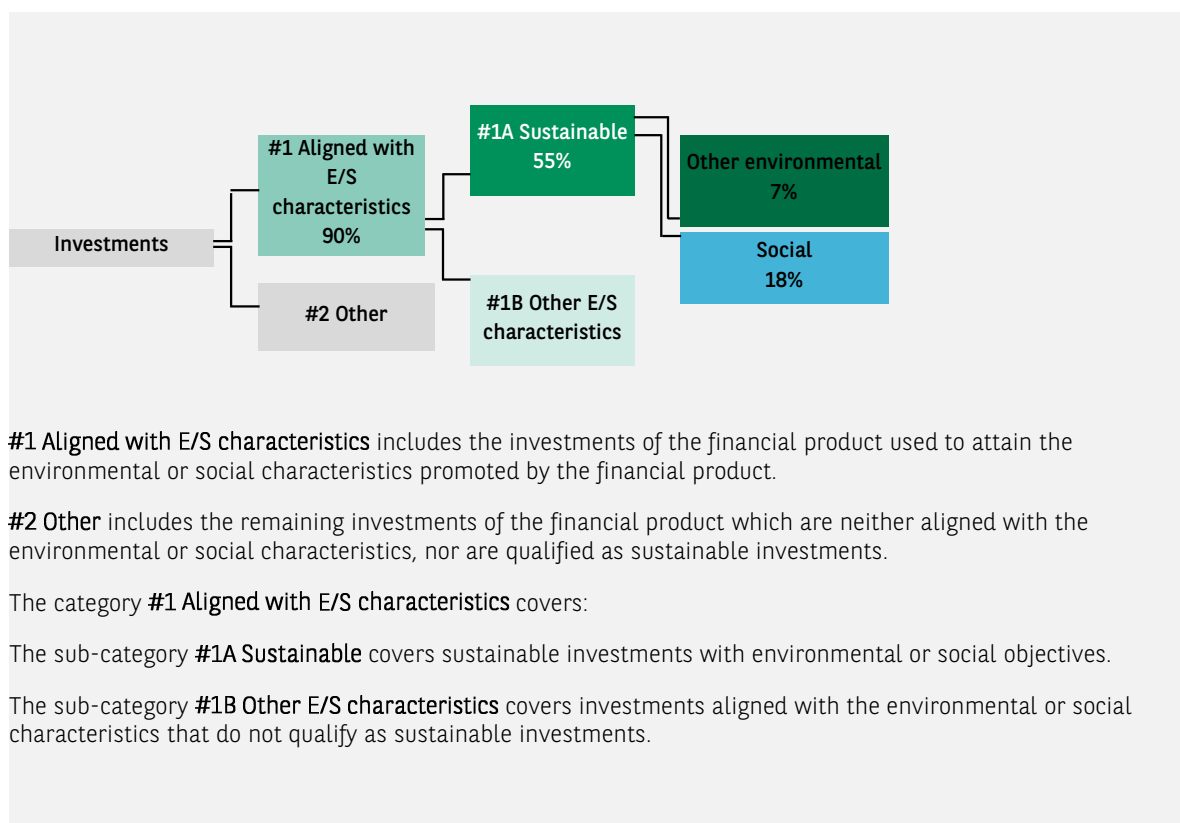 #1A Sustainable
55%
#1 Aligned with
E/S
characteristics
90%
Other environmental
7%
Investments
Social
18%
#2 Other
#1B Other E/S
characteristics
#1 Aligned with E/S characteristics includes the investments of the financial product used to attain the
environmental or social characteristics promoted by the financial product.
#2 Other includes the remaining investments of the financial product which are neither aligned with the
environmental or social characteristics, nor are qualified as sustainable investments.
The category #1 Aligned with E/S characteristics covers:
The sub-category #1A Sustainable covers sustainable investments with environmental or social objectives.
The sub-category #1B Other E/S characteristics covers investments aligned with the environmental or social
characteristics that do not qualify as sustainable investments.